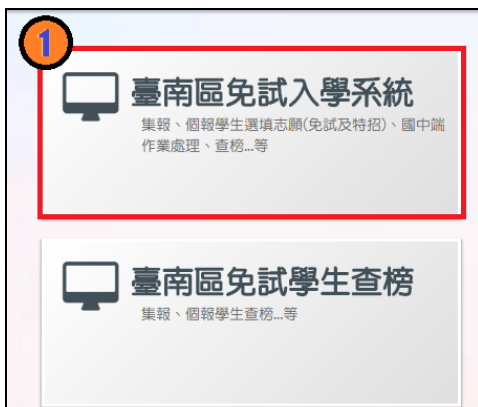 1
臺南區免試入學系統
集報、個報學生選填志願(免試及特招)、國中端
作業處理、查榜...等
臺南區免試學生查榜
集報、個報學生查榜...等